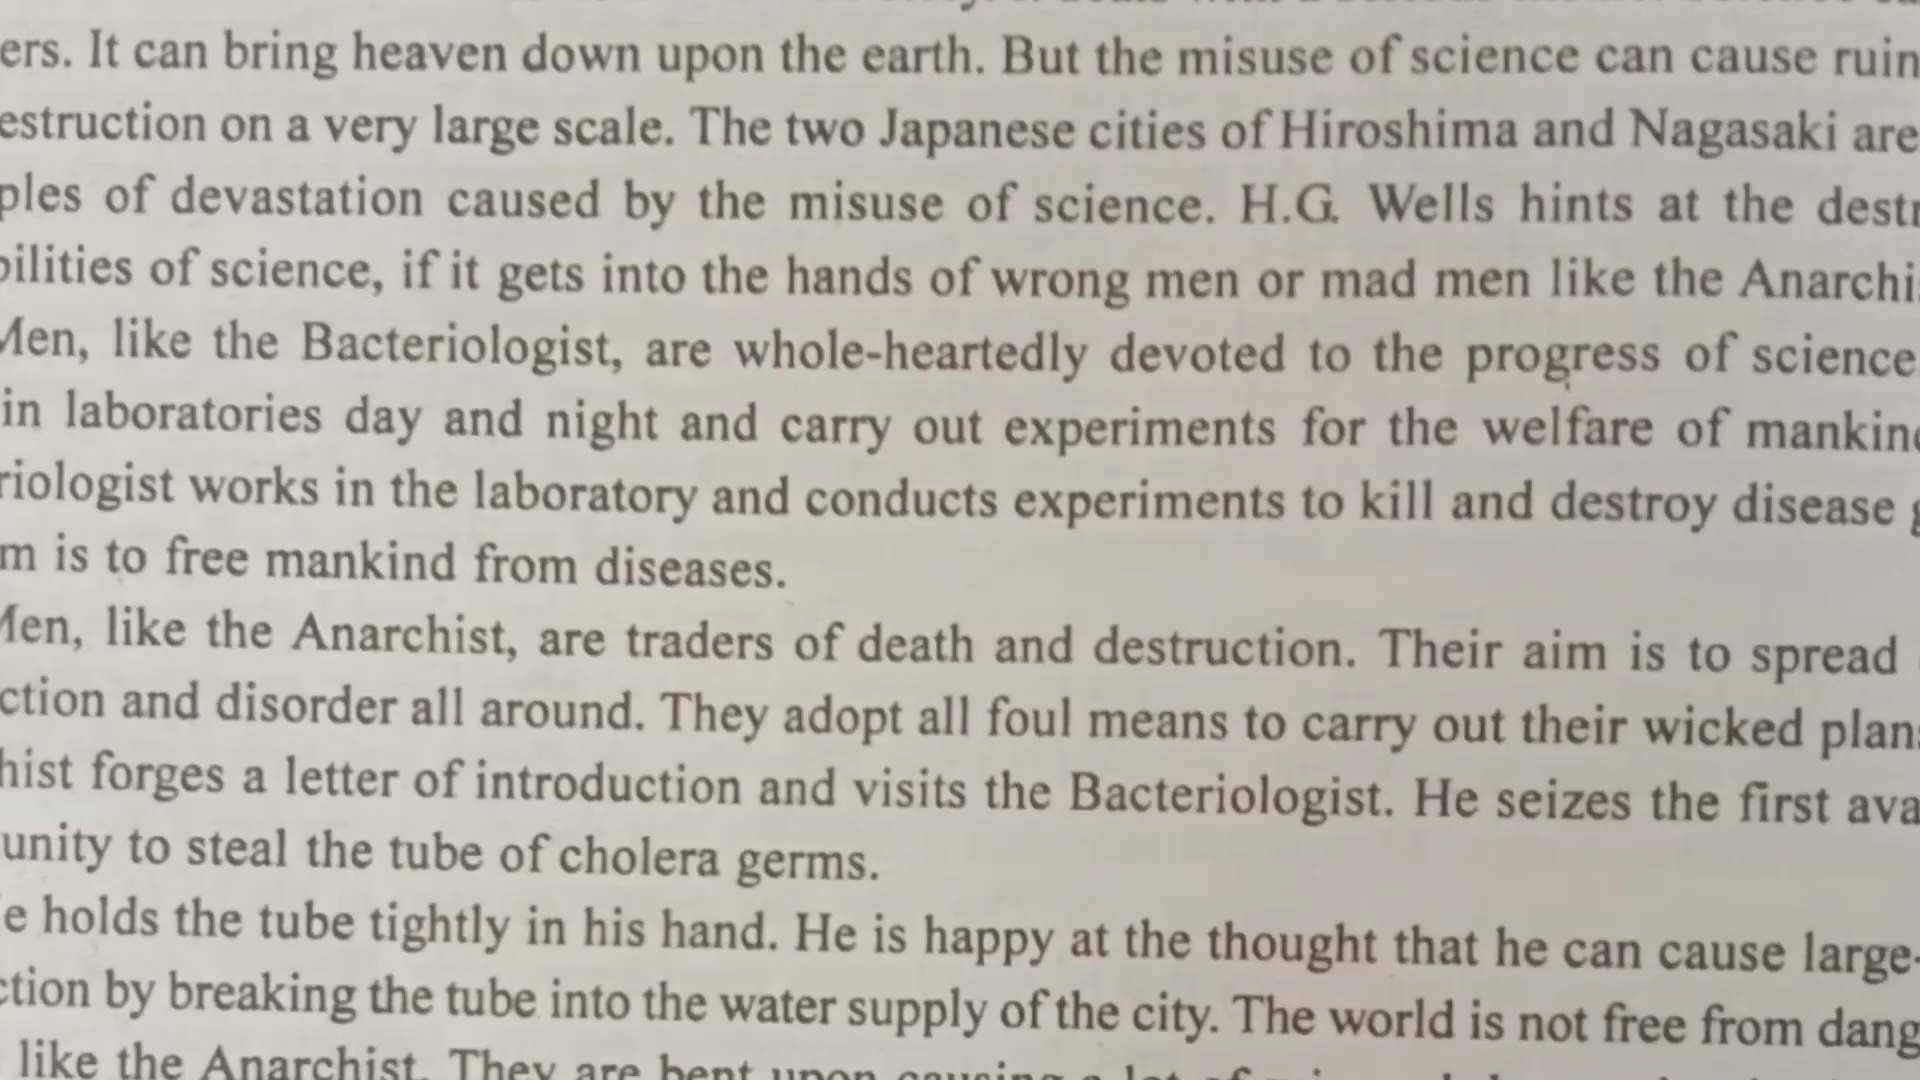 ers. It can bring heaven down upon the earth. But the misuse of science can cause ruin
estruction on a very large scale. The two Japanese cities of Hiroshima and Nagasaki are
ples of devastation caused by the misuse of science. H.G. Wells hints at the destr
bilities of science, if it gets into the hands of wrong men or mad men like the Anarchi
Men, like the Bacteriologist, are whole-heartedly devoted to the progress of science
in laboratories day and night and carry out experiments for the welfare of mankind
riologist works in the laboratory and conducts experiments to kill and destroy disease g
m is to free mankind from diseases.
Men, like the Anarchist, are traders of death and destruction. Their aim is to spread
ction and disorder all around. They adopt all foul means to carry out their wicked plans
hist forges a letter of introduction and visits the Bacteriologist. He seizes the first ava
unity to steal the tube of cholera germs.
e holds the tube tightly in his hand. He is happy at the thought that he can cause large-
ction by breaking the tube into the water supply of the city. The world is not free from dang
like the Anarchist. They are bent upon causing a lot of